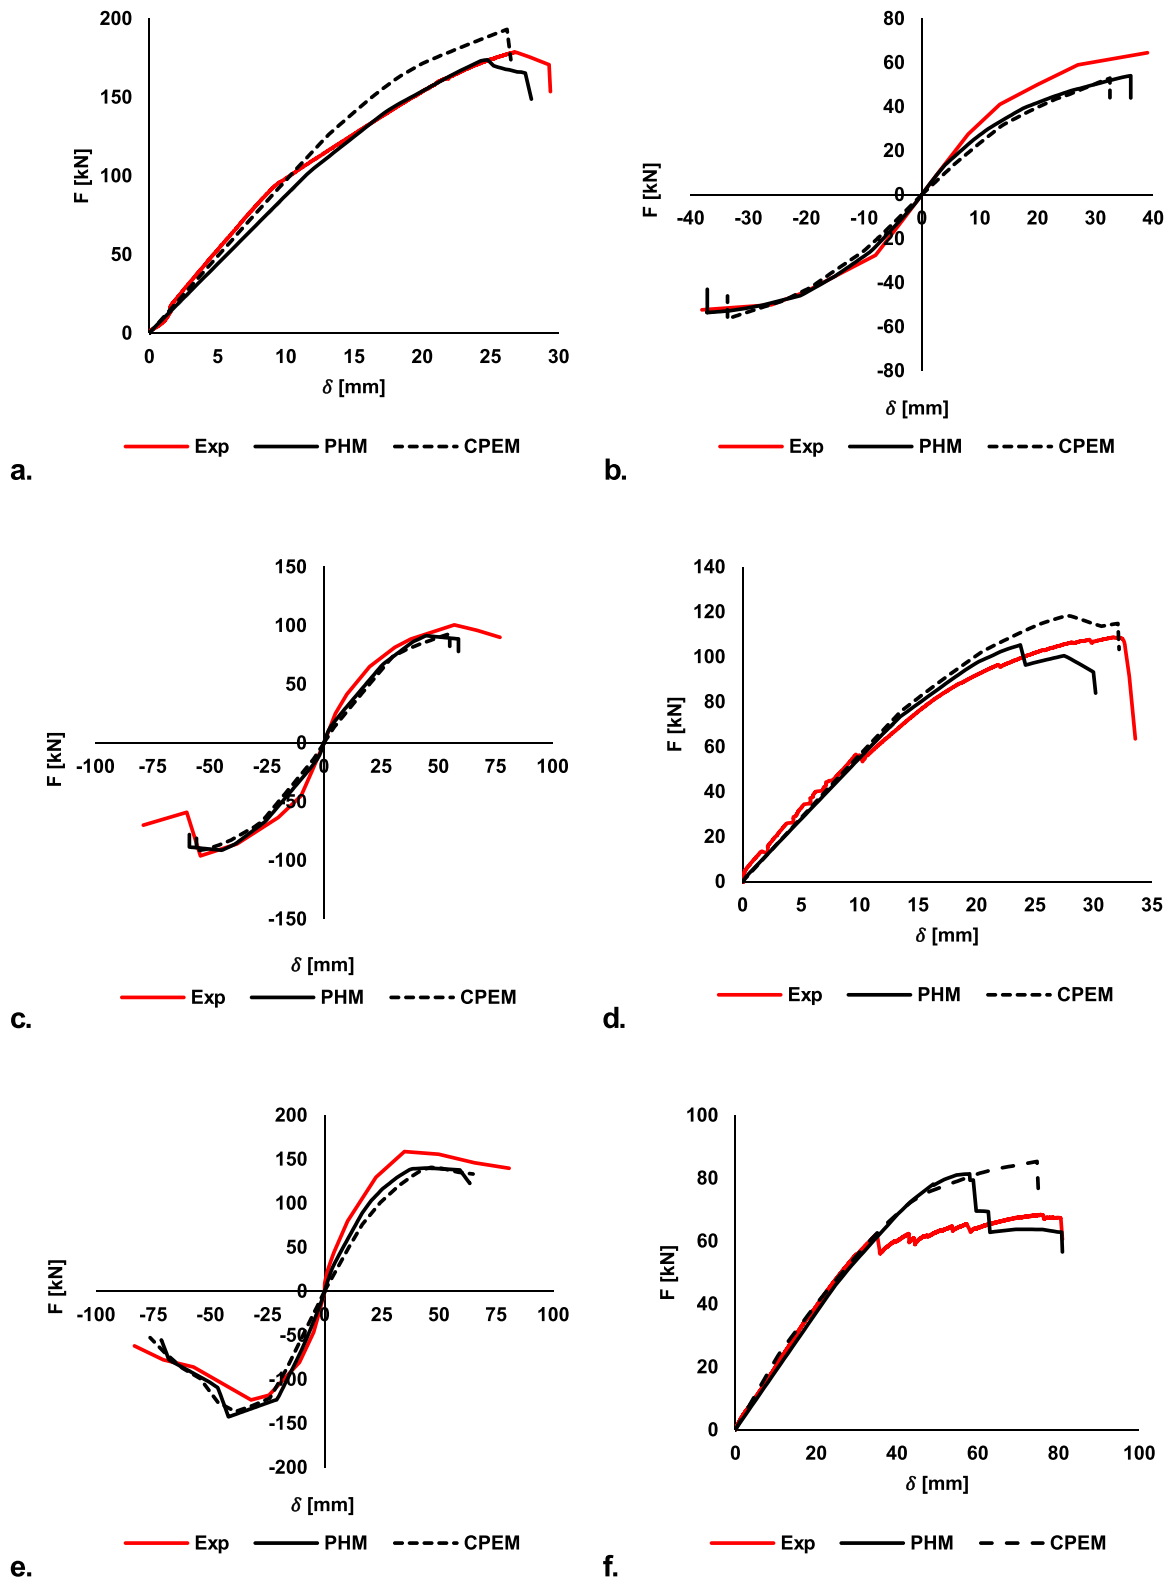 200
150
100
50
0
F [kN]
0 5 10 15 20 25 30
δ [mm]
Exp PHM CPEM
a.
80
60
40
20
0
-20
-40
-60
-80
F [kN]
-40 -30 -20 -10 0 10 20 30 40
δ [mm]
Exp PHM CPEM
b.
150
100
50
0
-50
-100
-150
F [kN]
-100 -75 -50 -25 0 25 50 75 100
δ [mm]
Exp PHM CPEM
c.
140
120
100
80
60
40
20
0
F [kN]
0 5 10 15 20 25 30 35
δ [mm]
Exp PHM CPEM
d.
200
150
100
50
0
-50
-100
-150
-200
F [kN]
-100 -75 -50 -25 0 25 50 75 100
δ [mm]
Exp PHM CPEM
e.
100
80
60
40
20
0
F [kN]
0 20 40 60 80 100
δ [mm]
Exp PHM CPEM
f.